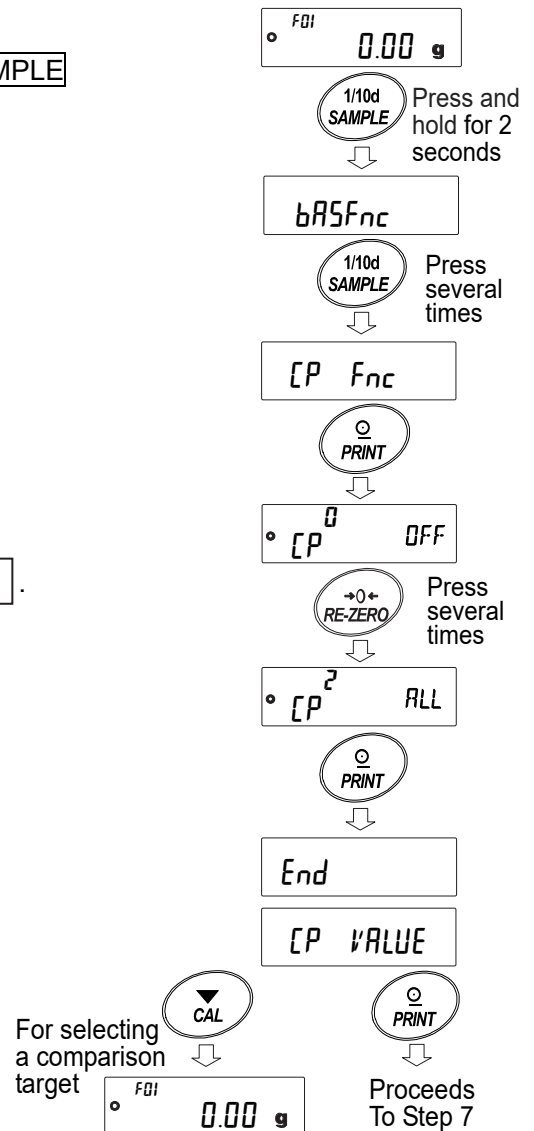 F01
0.00 g
MPLE
1/10d
SAMPLE
Press and
hold for 2
seconds
bASFnc
1/10d
SAMPLE
Press
several
times
CP Fnc
PRINT
CP 0 OFF
→0←
RE-ZERO
Press
several
times
.
CP 2 ALL
PRINT
End
CP VALUE
CAL
PRINT
For selecting
a comparison
target
Proceeds
To Step 7
F01
0.00 g